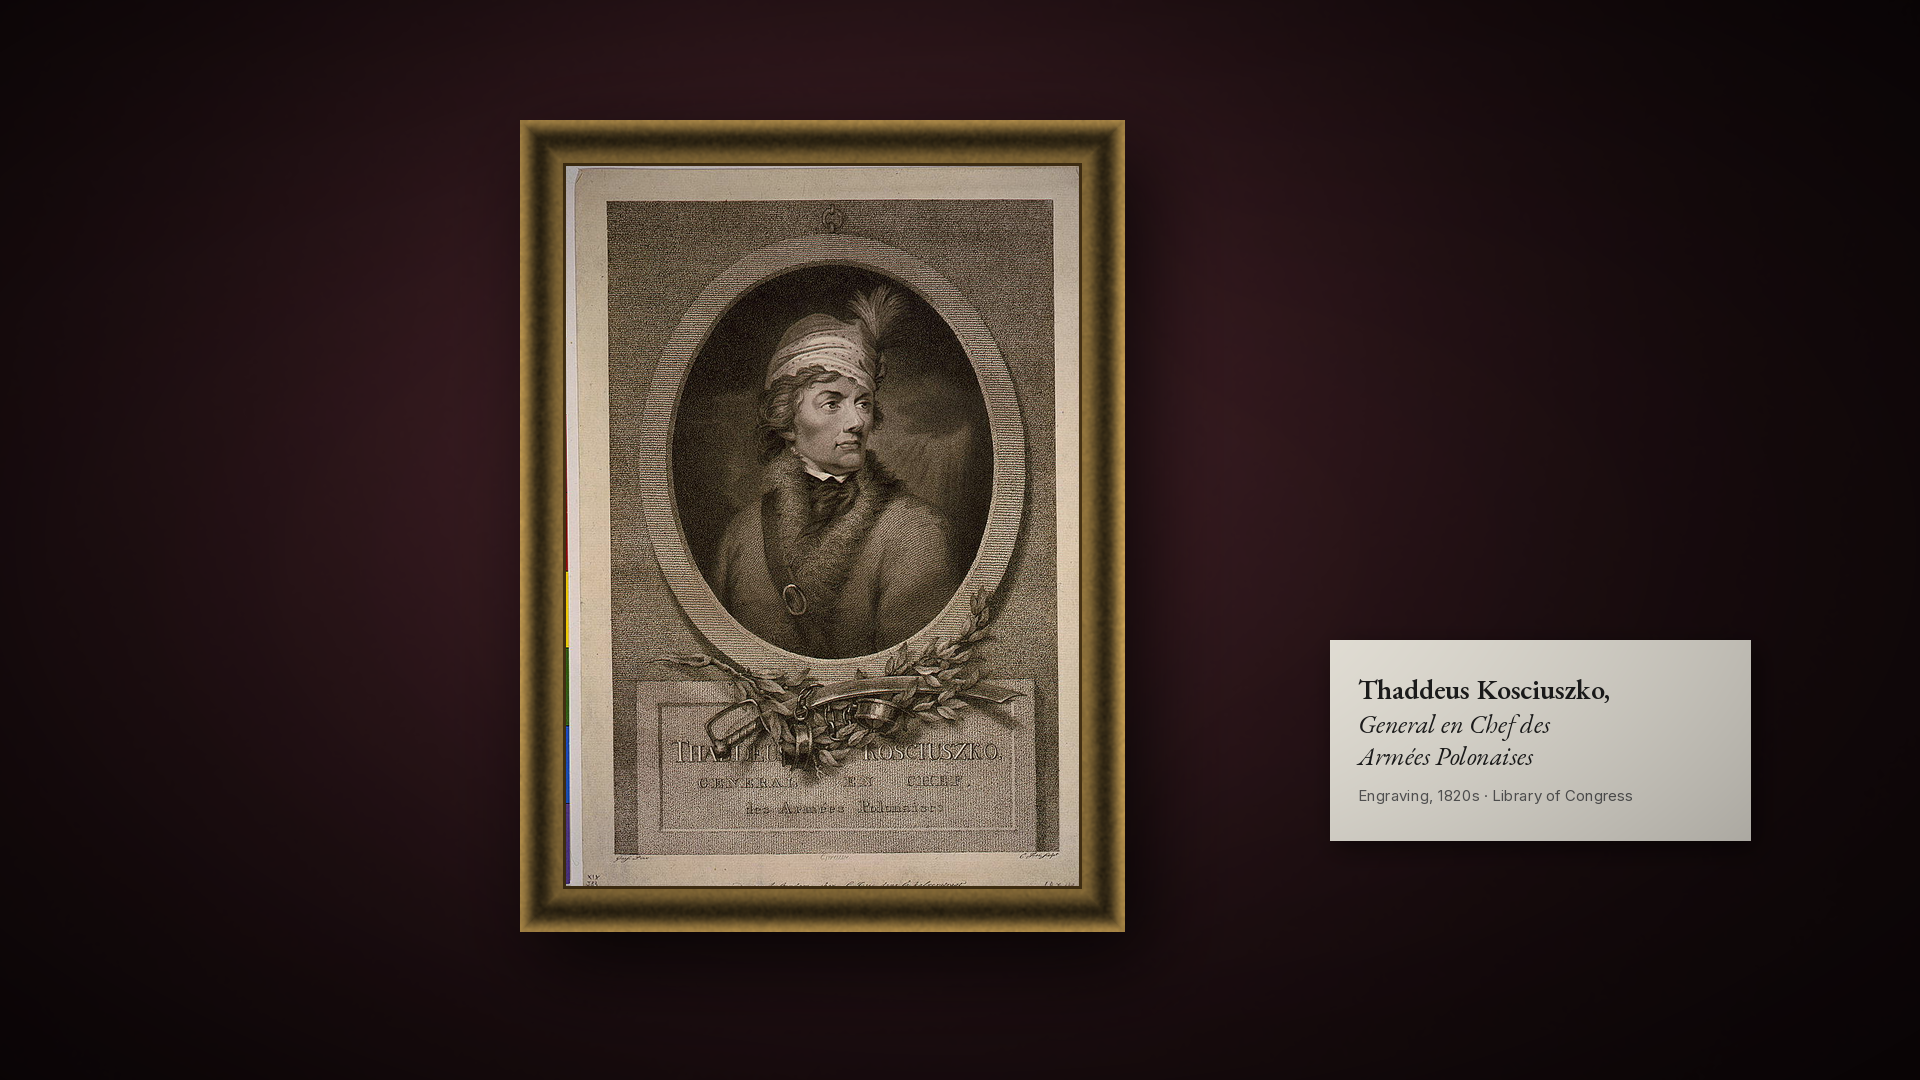 THADDEUS KOSCIUSZKO,
GENERAL EN CHEF,
des Armées Polonaises
Thaddeus Kosciuszko,
General en Chef des
Armées Polonaises
Engraving, 1820s · Library of Congress